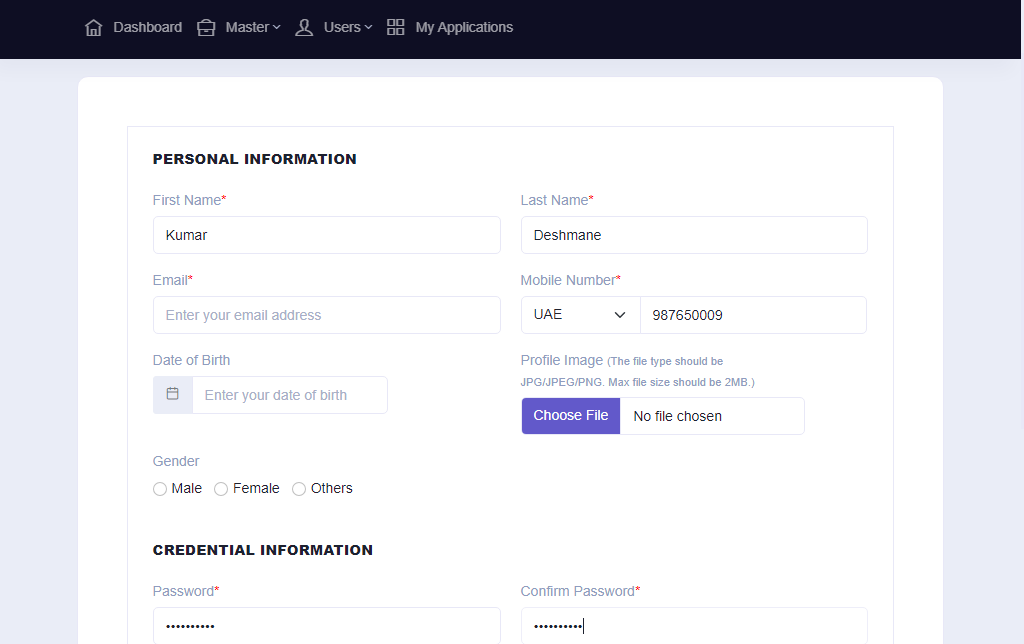 Dashboard Master Users My Applications
PERSONAL INFORMATION
First Name* Last Name*
Kumar Deshmane
Email* Mobile Number*
Enter your email address UAE 987650009
Date of Birth Profile Image (The file type should be
JPG/JPEG/PNG. Max file size should be 2MB.)
Enter your date of birth Choose File No file chosen
Gender
Male Female Others
CREDENTIAL INFORMATION
Password* Confirm Password*
•••••••••• ••••••••••